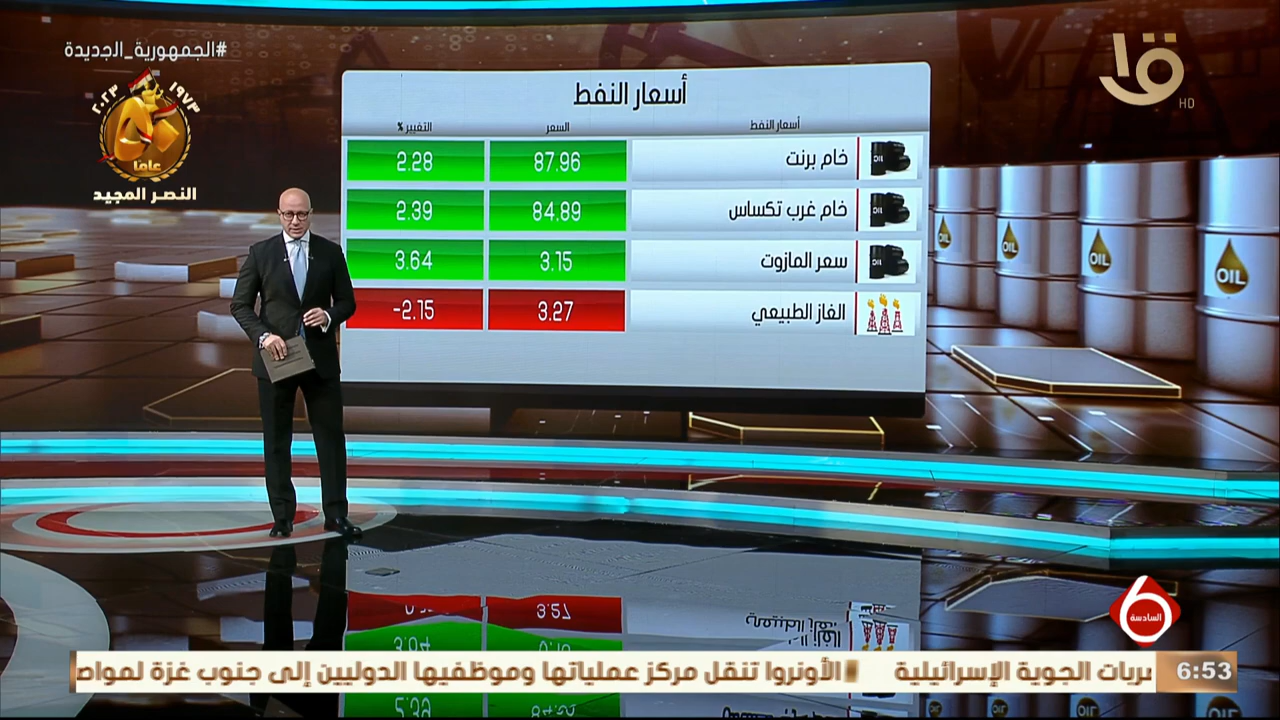 #الجمهورية_الجديدة
١٩٧٣
٢٠٢٣
٥٠
عاما
النصر المجيد
HD
أسعار النفط
أسعار النفط السعر التغيير %
خام برنت 87.96 2.28
خام غرب تكساس 84.89 2.39
سعر المازوت 3.15 3.64
الغاز الطبيعي 3.27 -2.15
OIL
OIL
OIL
OIL
6
السادسة
6:53 ربات الجوية الإسرائيلية الأونروا تنقل مركز عملياتها وموظفيها الدوليين إلى جنوب غزة لمواص